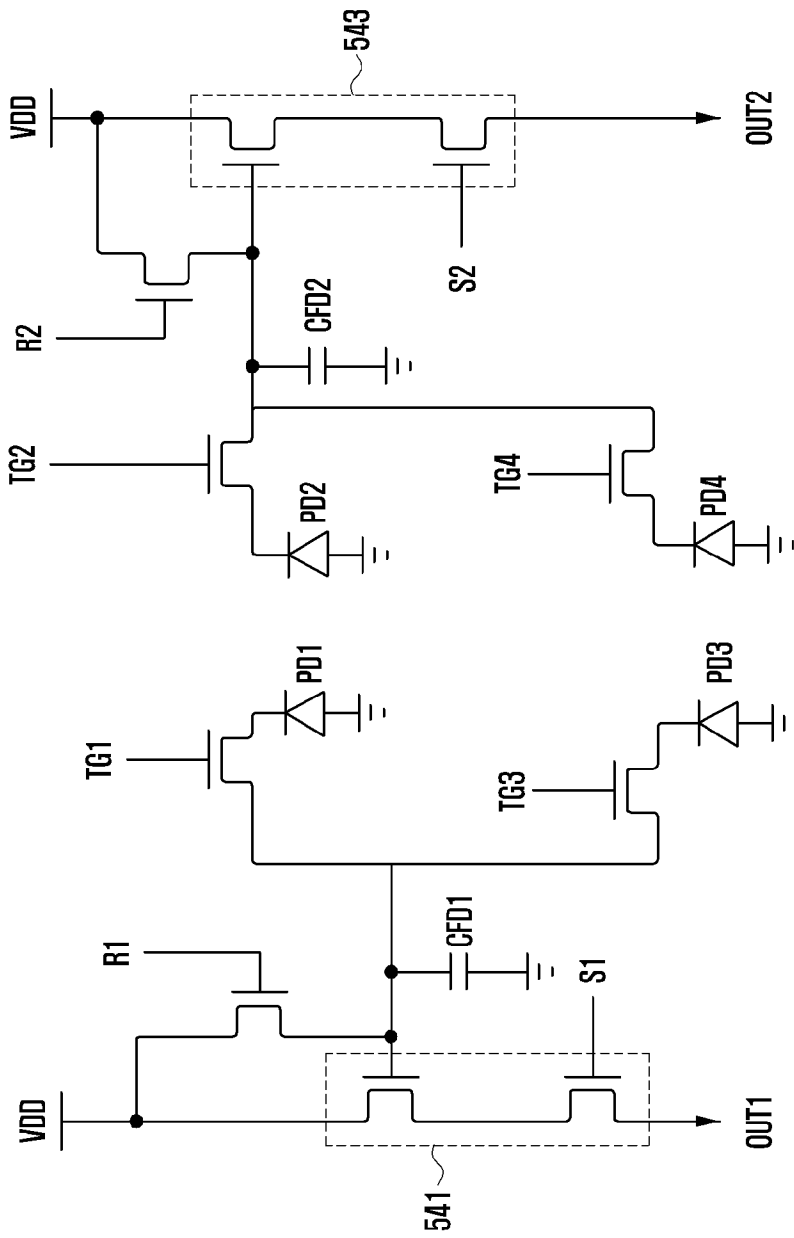 VDD
541
OUT1
R1
S1
CFD1
TG1
PD1
TG3
PD3
TG2
PD2
TG4
PD4
R2
CFD2
S2
VDD
543
OUT2